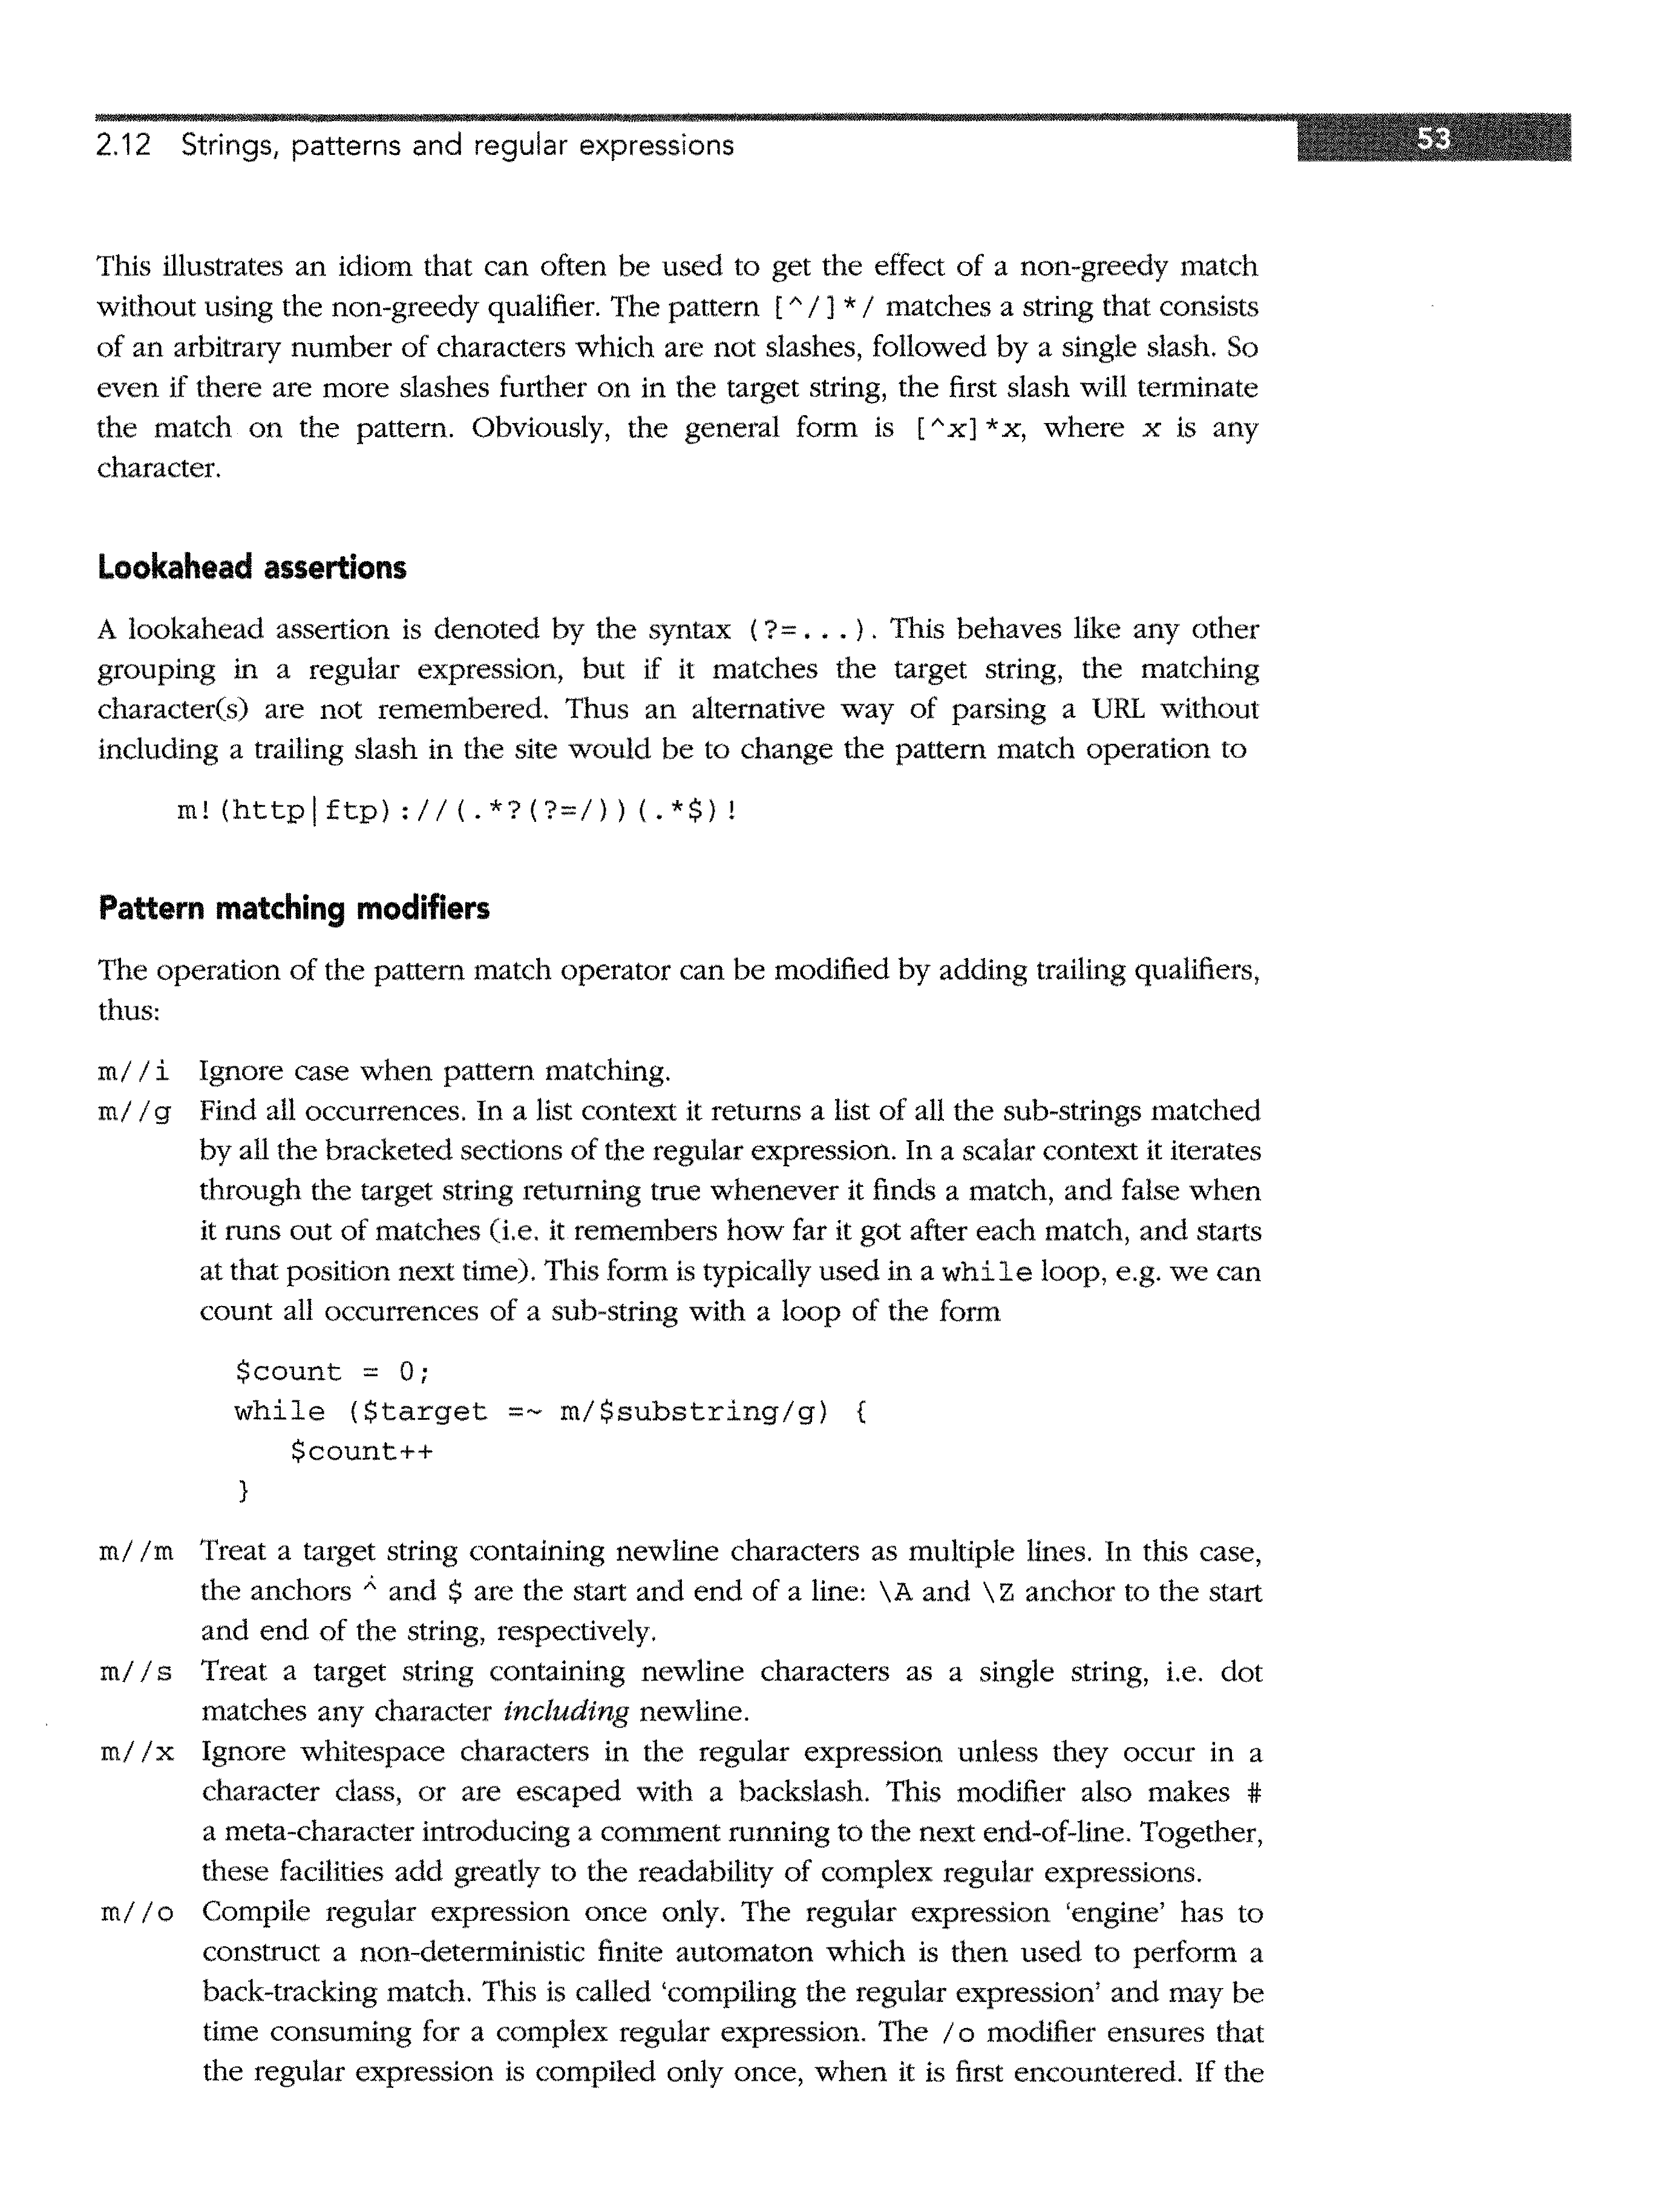 2.12 Strings, patterns and regular expressions 53
This illustrates an idiom that can often be used to get the effect of a non-greedy match
without using the non-greedy qualifier. The pattern [^/]*/ matches a string that consists
of an arbitrary number of characters which are not slashes, followed by a single slash. So
even if there are more slashes further on in the target string, the first slash will terminate
the match on the pattern. Obviously, the general form is [^x]*x, where x is any
character.
Lookahead assertions
A lookahead assertion is denoted by the syntax (?=...). This behaves like any other
grouping in a regular expression, but if it matches the target string, the matching
character(s) are not remembered. Thus an alternative way of parsing a URL without
including a trailing slash in the site would be to change the pattern match operation to
m!(http|ftp)://(.*?(?=/))(.*$)!
Pattern matching modifiers
The operation of the pattern match operator can be modified by adding trailing qualifiers,
thus:
m//i Ignore case when pattern matching.
m//g Find all occurrences. In a list context it returns a list of all the sub-strings matched
by all the bracketed sections of the regular expression. In a scalar context it iterates
through the target string returning true whenever it finds a match, and false when
it runs out of matches (i.e. it remembers how far it got after each match, and starts
at that position next time). This form is typically used in a while loop, e.g. we can
count all occurrences of a sub-string with a loop of the form
$count = 0;
while ($target =~ m/$substring/g) {
$count++
}
m//m Treat a target string containing newline characters as multiple lines. In this case,
the anchors ^ and $ are the start and end of a line: \A and \Z anchor to the start
and end of the string, respectively.
m//s Treat a target string containing newline characters as a single string, i.e. dot
matches any character including newline.
m//x Ignore whitespace characters in the regular expression unless they occur in a
character class, or are escaped with a backslash. This modifier also makes #
a meta-character introducing a comment running to the next end-of-line. Together,
these facilities add greatly to the readability of complex regular expressions.
m//o Compile regular expression once only. The regular expression ‘engine’ has to
construct a non-deterministic finite automaton which is then used to perform a
back-tracking match. This is called ‘compiling the regular expression’ and may be
time consuming for a complex regular expression. The /o modifier ensures that
the regular expression is compiled only once, when it is first encountered. If the